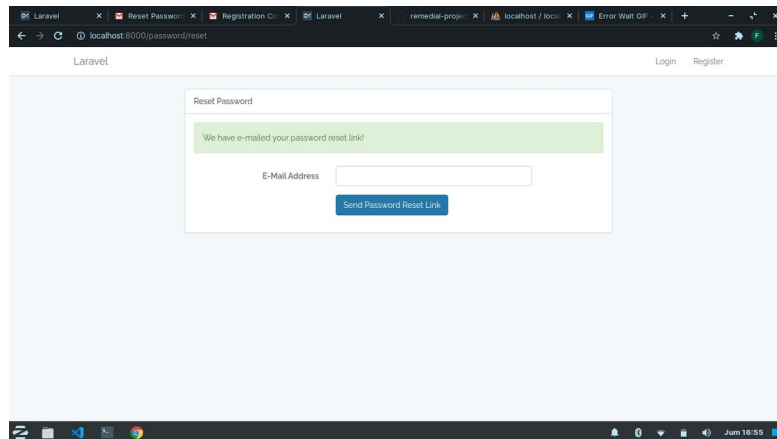 Laravel
Reset Password
Registration Co
Laravel
remedial-projec
localhost / local
Error Wait GIF -
localhost:8000/password/reset
F
Laravel
Login
Register
Reset Password
We have e-mailed your password reset link!
E-Mail Address
Send Password Reset Link
Jum 16:55